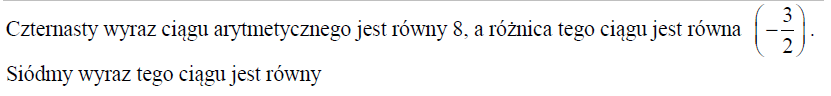 Czternasty wyraz ciągu arytmetycznego jest równy 8, a różnica tego ciągu jest równa (−3/2).
Siódmy wyraz tego ciągu jest równy